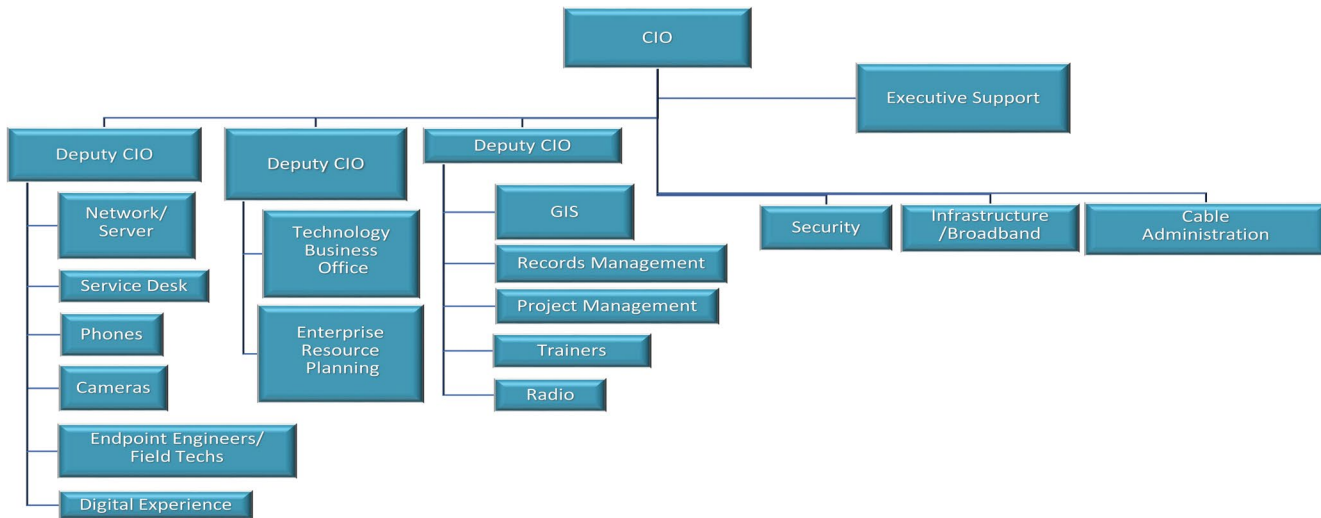 CIO
Executive Support
Deputy CIO
Network/
Server
Service Desk
Phones
Cameras
Endpoint Engineers/
Field Techs
Digital Experience
Deputy CIO
Technology
Business
Office
Enterprise
Resource
Planning
Deputy CIO
GIS
Records Management
Project Management
Trainers
Radio
Security
Infrastructure
/Broadband
Cable
Administration